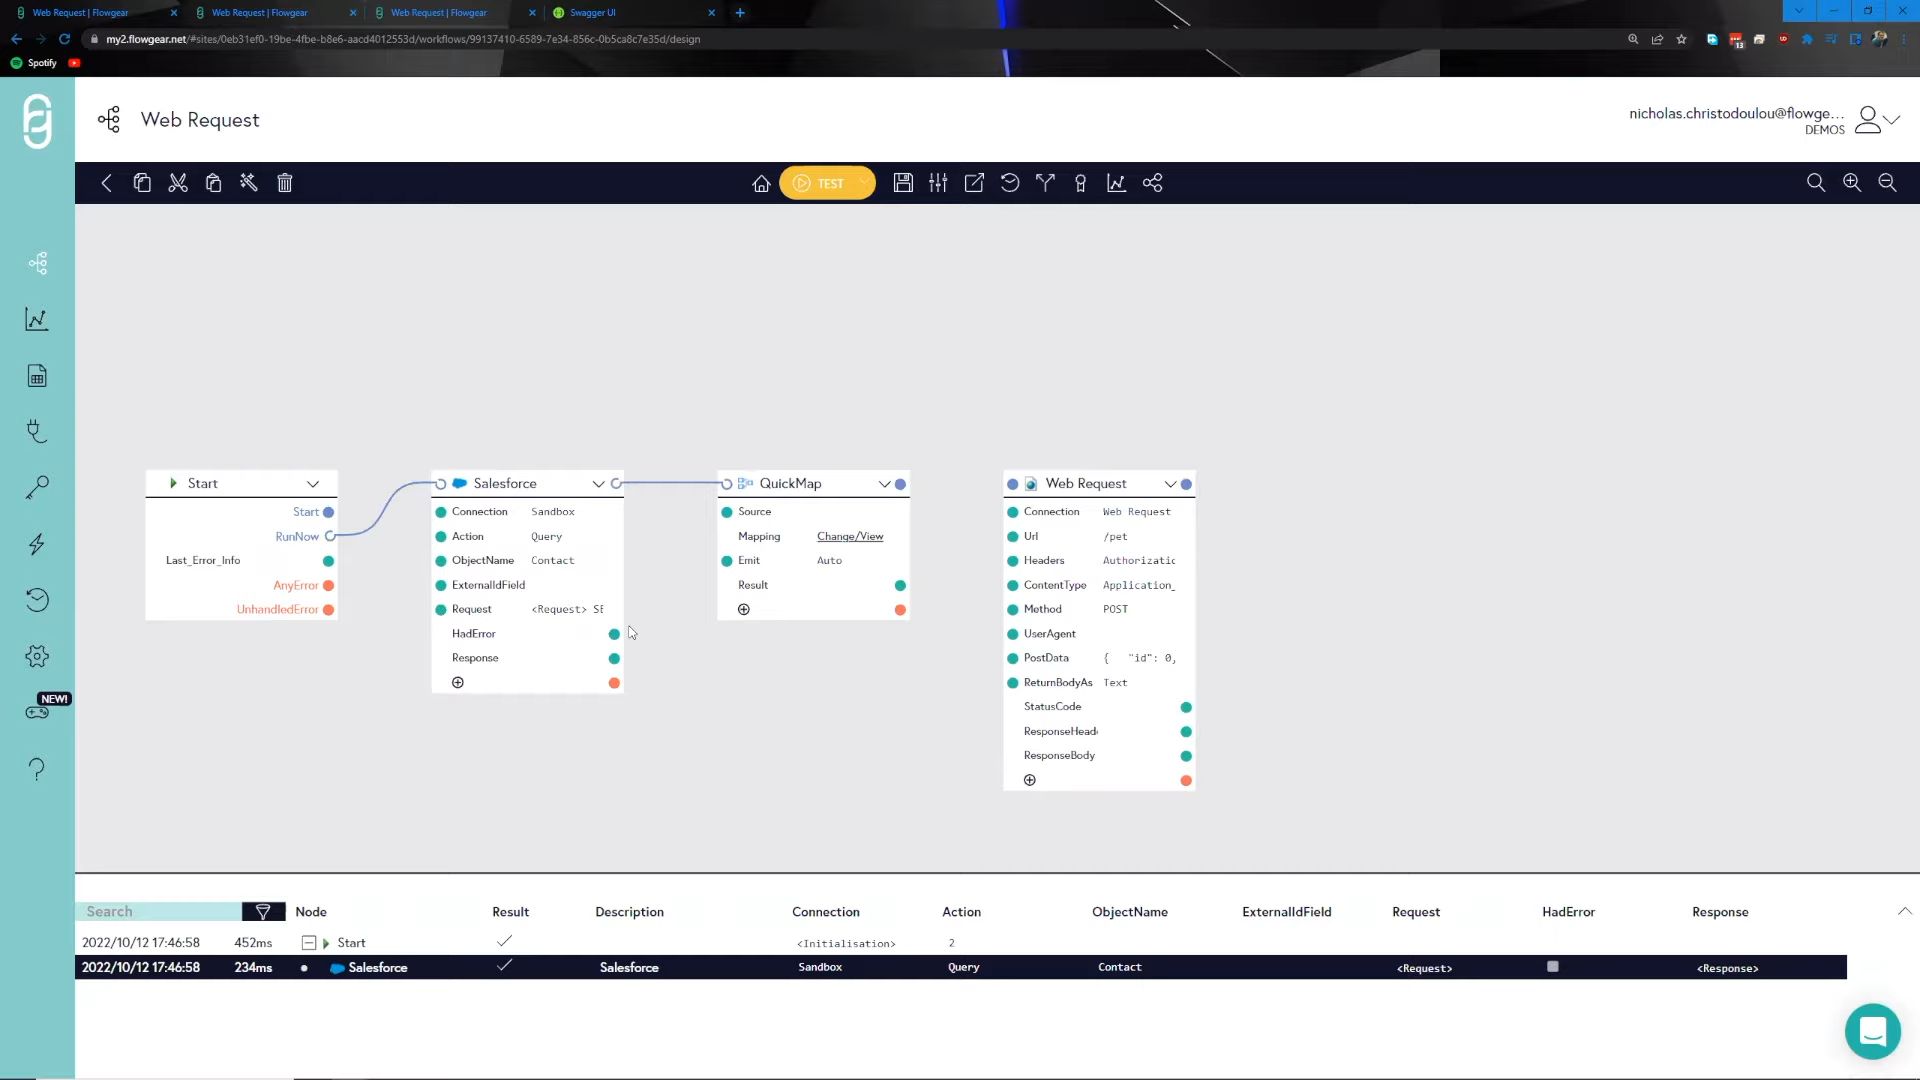 Web Request | Flowgear
Web Request | Flowgear
Web Request | Flowgear
Swagger UI
my2.flowgear.net/#sites/0eb31ef0-19be-4fbe-b8e6-aacd4012553d/workflows/99137410-6589-7e34-856c-0b5ca8c7e35d/design
13
Spotify
Web Request
nicholas.christodoulou@flowge...
DEMOS
TEST
NEW!
Start
Start
RunNow
Last_Error_Info
AnyError
UnhandledError
Salesforce
Connection Sandbox
Action Query
ObjectName Contact
ExternalIdField
Request <Request> SE
HadError
Response
QuickMap
Source
Mapping Change/View
Emit Auto
Result
Web Request
Connection Web Request
Url /pet
Headers Authorizatic
ContentType Application_
Method POST
UserAgent
PostData { "id": 0,
ReturnBodyAs Text
StatusCode
ResponseHead
ResponseBody
Search Node Result Description Connection Action ObjectName ExternalIdField Request HadError Response
2022/10/12 17:46:58 452ms Start <Initialisation> 2
2022/10/12 17:46:58 234ms Salesforce Salesforce Sandbox Query Contact <Request> <Response>